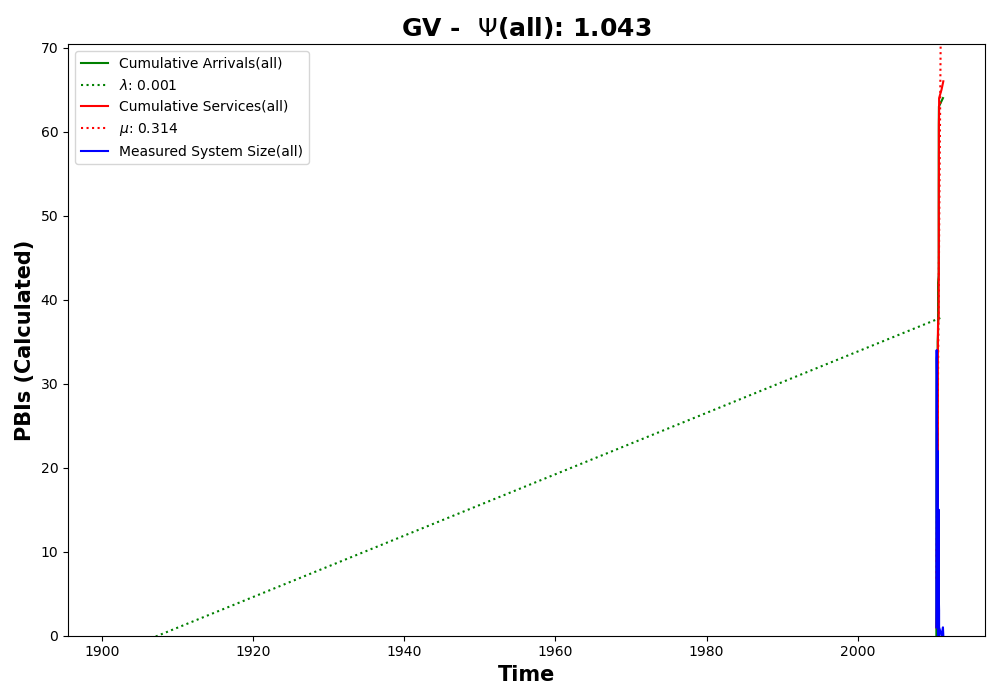 GV -  Ψ(all): 1.043
Cumulative Arrivals(all)
λ: 0.001
Cumulative Services(all)
μ: 0.314
Measured System Size(all)
PBIs (Calculated)
70
60
50
40
30
20
10
0
1900 1920 1940 1960 1980 2000
Time